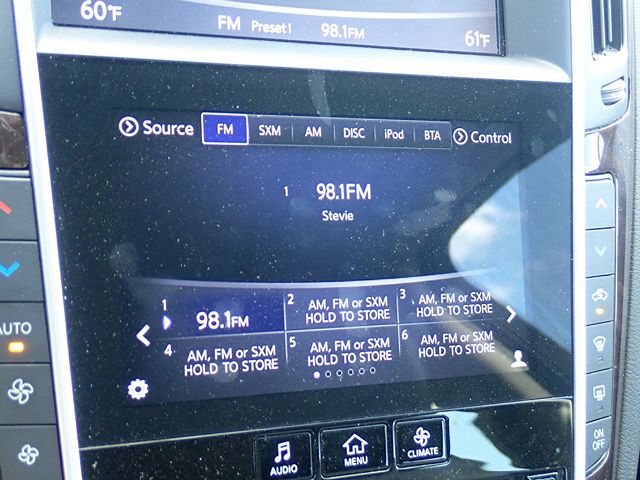 60°F FM Preset1 98.1FM 61°F
Source FM SXM AM DISC iPod BTA Control
1 98.1FM
Stevie
1 98.1FM
2 AM, FM or SXM
HOLD TO STORE
3 AM, FM or SXM
HOLD TO STORE
4 AM, FM or SXM
HOLD TO STORE
5 AM, FM or SXM
HOLD TO STORE
6 AM, FM or SXM
HOLD TO STORE
AUTO
ON
OFF
AUDIO
MENU
CLIMATE